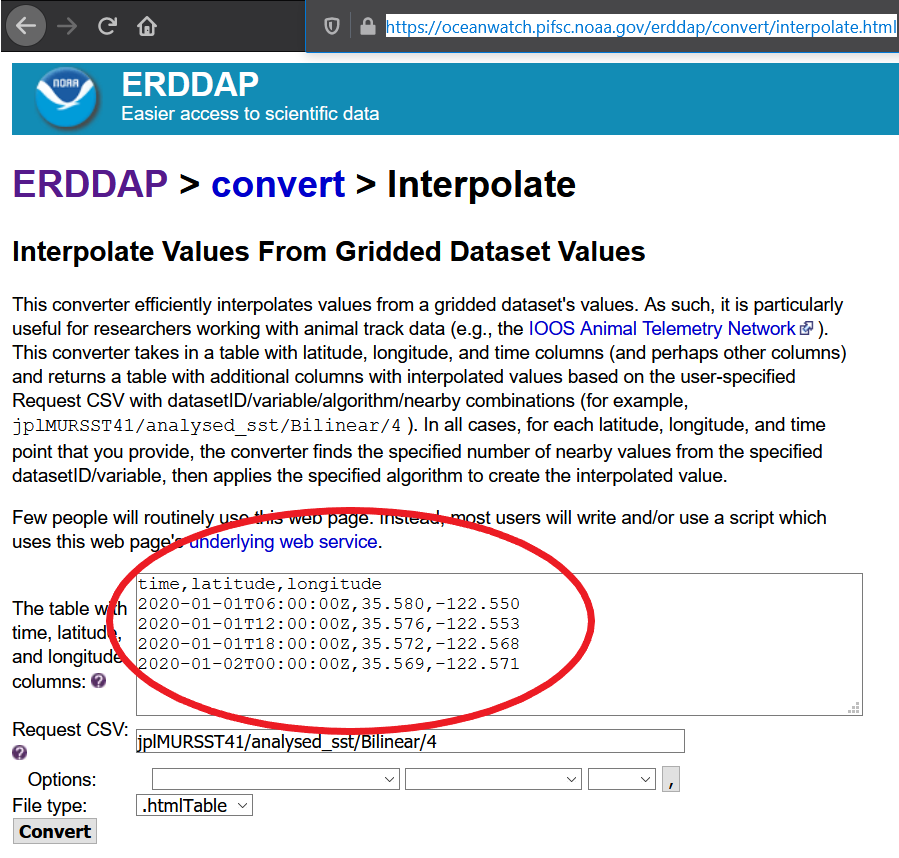 https://oceanwatch.pifsc.noaa.gov/erddap/convert/interpolate.html
NOAA
ERDDAP
Easier access to scientific data
ERDDAP > convert > Interpolate
Interpolate Values From Gridded Dataset Values
This converter efficiently interpolates values from a gridded dataset's values. As such, it is particularly
useful for researchers working with animal track data (e.g., the IOOS Animal Telemetry Network ).
This converter takes in a table with latitude, longitude, and time columns (and perhaps other columns)
and returns a table with additional columns with interpolated values based on the user-specified
Request CSV with datasetID/variable/algorithm/nearby combinations (for example,
jplMURSST41/analysed_sst/Bilinear/4 ). In all cases, for each latitude, longitude, and time
point that you provide, the converter finds the specified number of nearby values from the specified
datasetID/variable, then applies the specified algorithm to create the interpolated value.
Few people will routinely use this web page. Instead, most users will write and/or use a script which
uses this web page's underlying web service.
The table with
time, latitude,
and longitude
columns: ?
time,latitude,longitude
2020-01-01T06:00:00Z,35.580,-122.550
2020-01-01T12:00:00Z,35.576,-122.553
2020-01-01T18:00:00Z,35.572,-122.568
2020-01-02T00:00:00Z,35.569,-122.571
Request CSV:
?
jplMURSST41/analysed_sst/Bilinear/4
Options:
,
File type:
.htmlTable
Convert